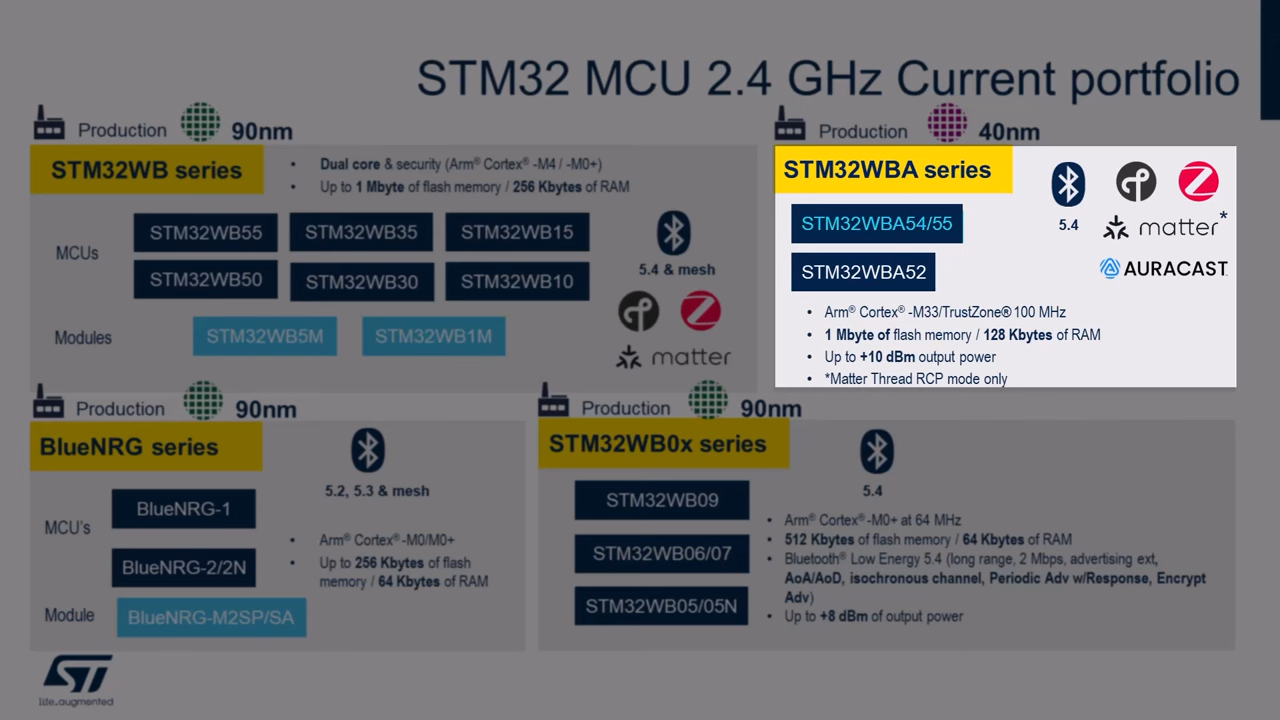 STM32 MCU 2.4 GHz Current portfolio
Production 90nm
STM32WB series
• Dual core & security (Arm® Cortex® -M4 / -M0+)
• Up to 1 Mbyte of flash memory / 256 Kbytes of RAM
MCUs
STM32WB55 STM32WB35 STM32WB15
STM32WB50 STM32WB30 STM32WB10
Modules
STM32WB5M STM32WB1M
5.4 & mesh
matter
Production 40nm
STM32WBA series
STM32WBA54/55
STM32WBA52
5.4
matter*
AURACAST
• Arm® Cortex® -M33/TrustZone® 100 MHz
• 1 Mbyte of flash memory / 128 Kbytes of RAM
• Up to +10 dBm output power
• *Matter Thread RCP mode only
Production 90nm
BlueNRG series
5.2, 5.3 & mesh
MCU's
BlueNRG-1
BlueNRG-2/2N
Module
BlueNRG-M2SP/SA
• Arm® Cortex® -M0/M0+
• Up to 256 Kbytes of flash
memory / 64 Kbytes of RAM
Production 90nm
STM32WB0x series
5.4
STM32WB09
STM32WB06/07
STM32WB05/05N
• Arm® Cortex® -M0+ at 64 MHz
• 512 Kbytes of flash memory / 64 Kbytes of RAM
• Bluetooth® Low Energy 5.4 (long range, 2 Mbps, advertising ext,
AoA/AoD, isochronous channel, Periodic Adv w/Response, Encrypt
Adv)
• Up to +8 dBm of output power
ST
life.augmented